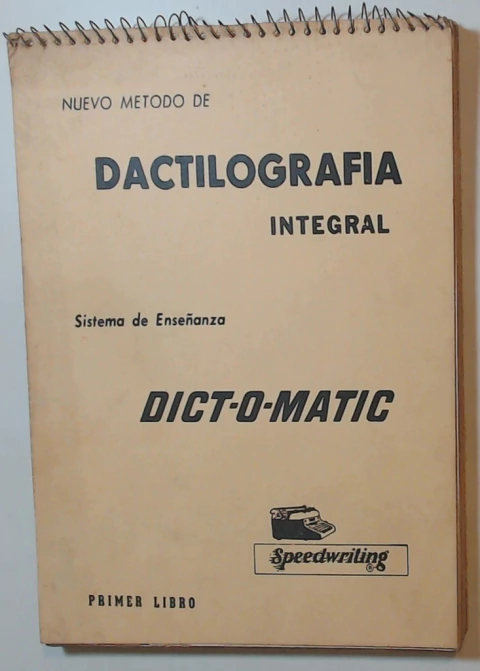 NUEVO METODO DE
DACTILOGRAFIA
INTEGRAL
Sistema de Enseñanza
DICT-O-MATIC
Speedwriting®
PRIMER LIBRO